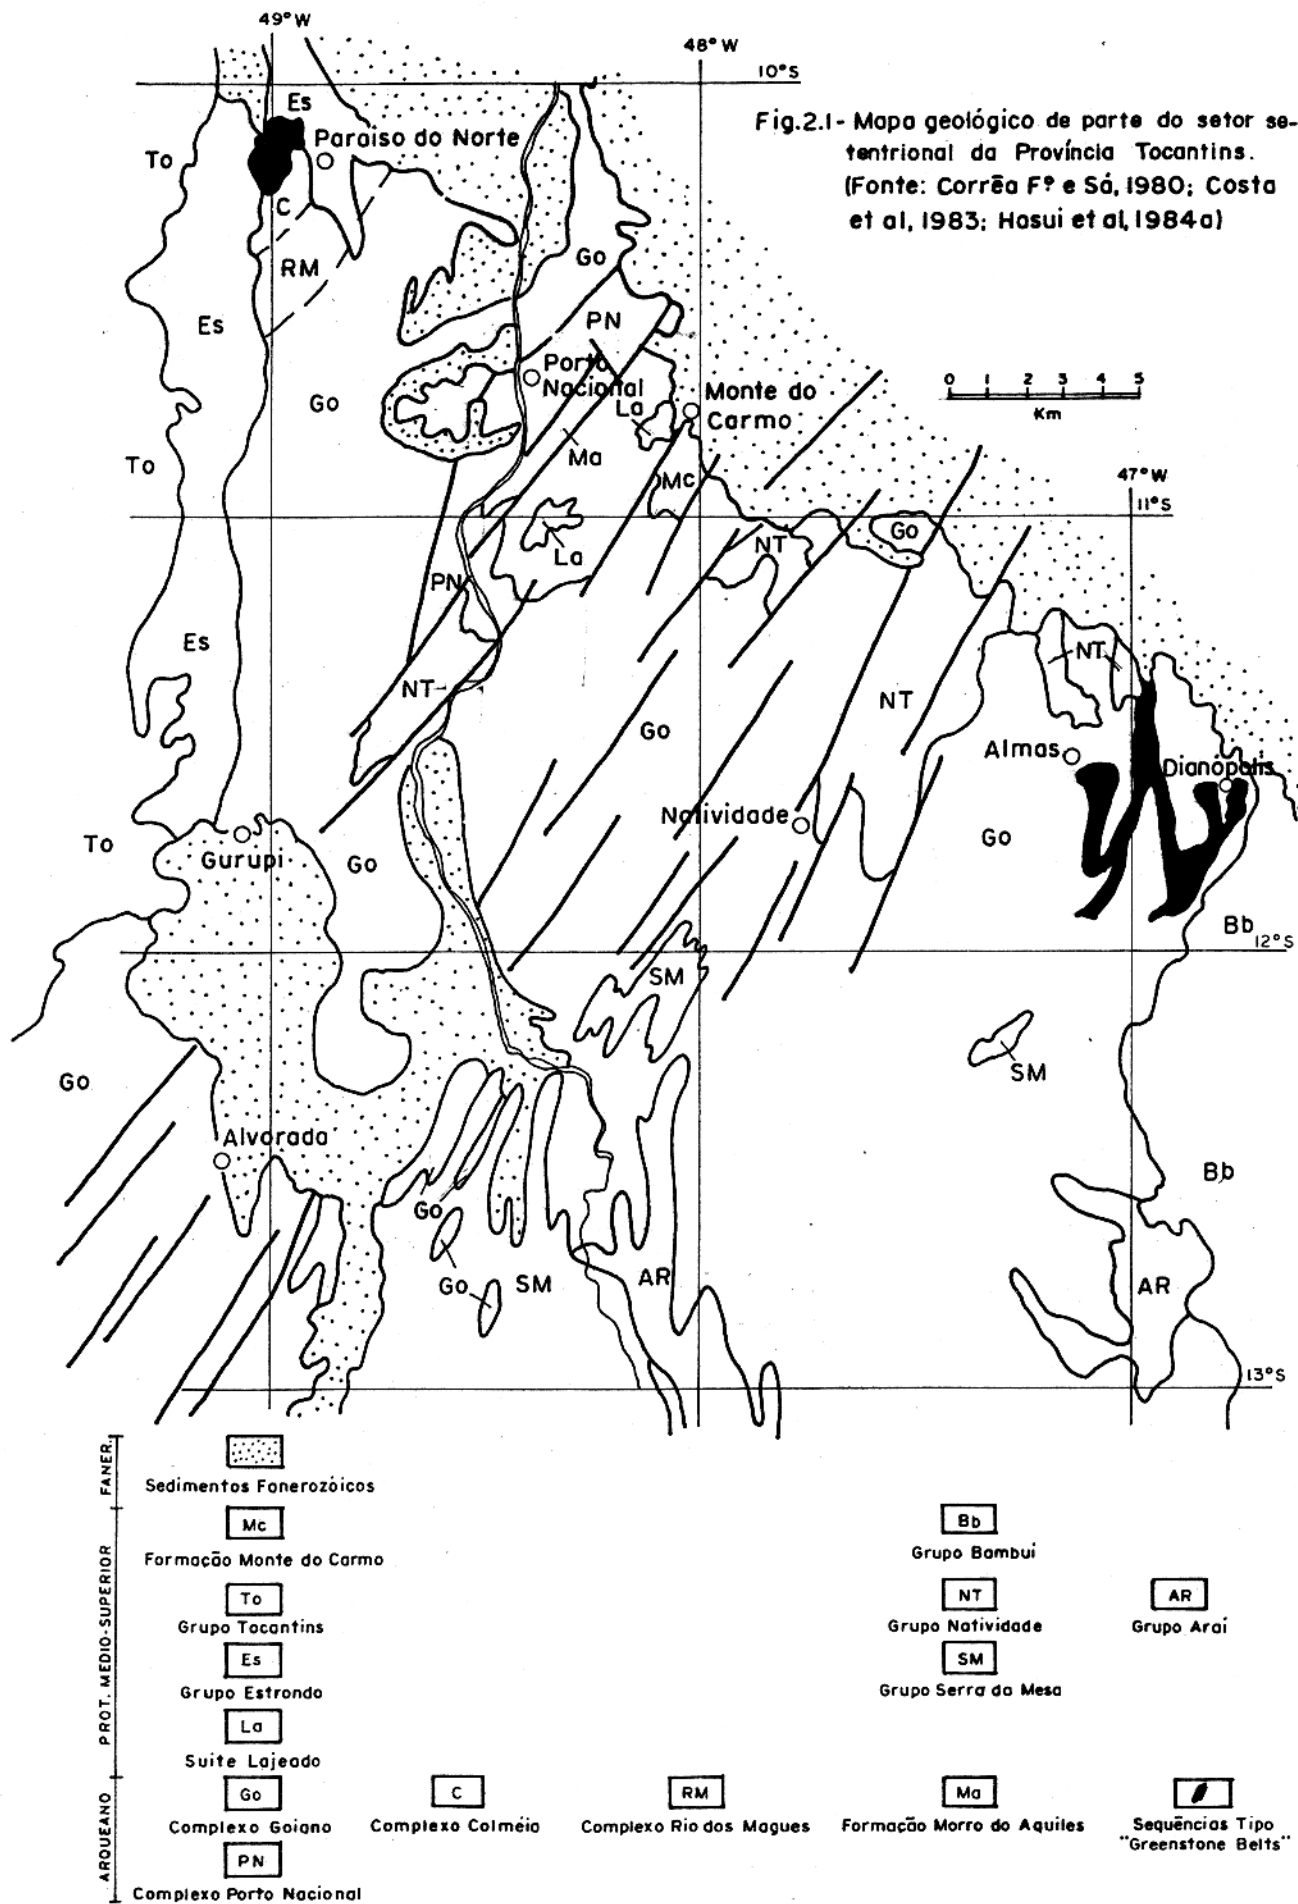 49°W
48°W
10°S
Fig.2.1- Mapa geológico de parte do setor se-
tentrional da Província Tocantins.
(Fonte: Corrêa Fº e Sá, 1980; Costa
et al, 1983; Hasui et al, 1984a)
Es
To
Paraiso do Norte
C
RM
Go
Es
PN
Go
Porto
Nacional
La
Monte do
Carmo
0 1 2 3 4 5
Km
To
Ma
Mc
47°W
11°S
Go
NT
La
PN
Es
NT
NT
NT
Go
Almas
Dianópolis
Natividade
To
Gurupi
Go
Go
Bb
12°S
SM
SM
Go
Alvorada
Bb
Go
Go
SM
AR
AR
13°S
FANER.
Sedimentos Fanerozóicos
PROT. MEDIO-SUPERIOR
Mc
Formação Monte do Carmo
Bb
Grupo Bambuí
To
Grupo Tocantins
NT
Grupo Natividade
AR
Grupo Araí
Es
Grupo Estrondo
SM
Grupo Serra da Mesa
La
Suite Lajeado
ARQUEANO
Go
Complexo Goiano
C
Complexo Colméia
RM
Complexo Rio dos Magues
Ma
Formação Morro do Aquiles
Sequências Tipo
"Greenstone Belts"
PN
Complexo Porto Nacional